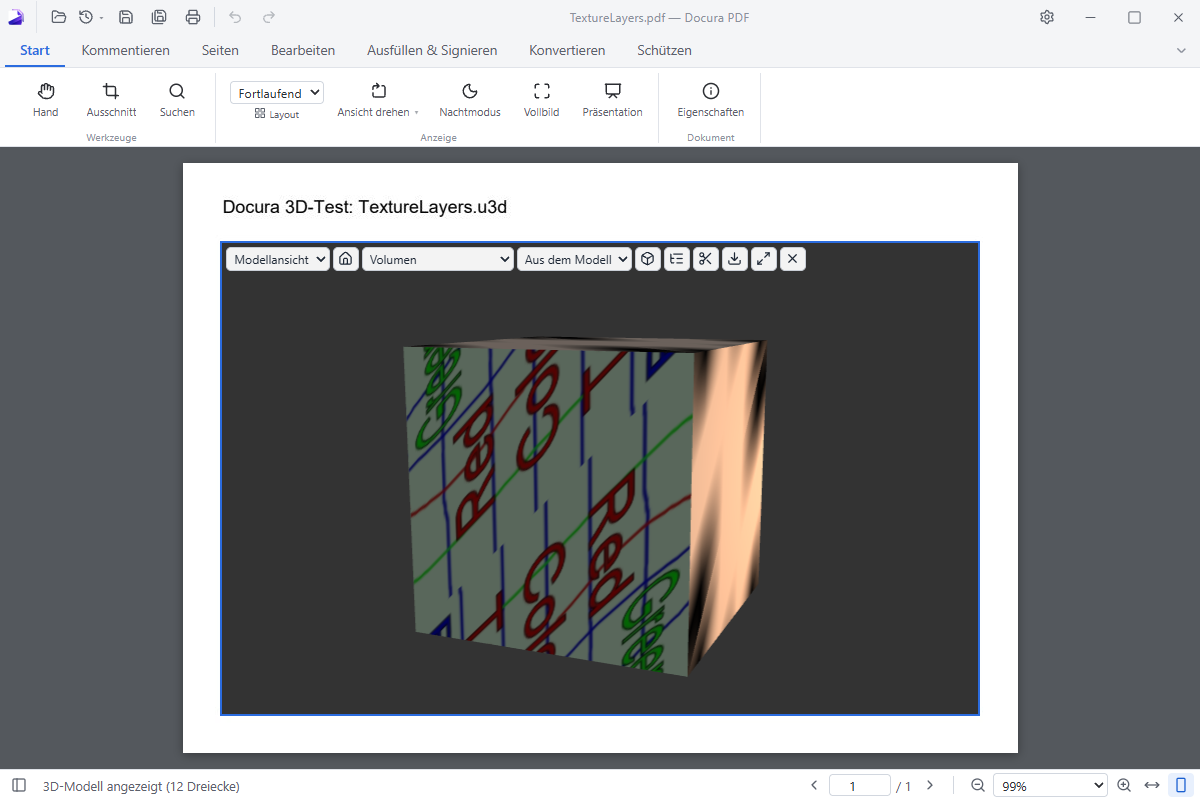 TextureLayers.pdf — Docura PDF
Start
Kommentieren
Seiten
Bearbeiten
Ausfüllen & Signieren
Konvertieren
Schützen
Hand
Ausschnitt
Suchen
Fortlaufend
Layout
Ansicht drehen
Nachtmodus
Vollbild
Präsentation
Eigenschaften
Werkzeuge
Anzeige
Dokument
Docura 3D-Test: TextureLayers.u3d
Modellansicht
Volumen
Aus dem Modell
Red
Red
3D-Modell angezeigt (12 Dreiecke)
1
/ 1
99%